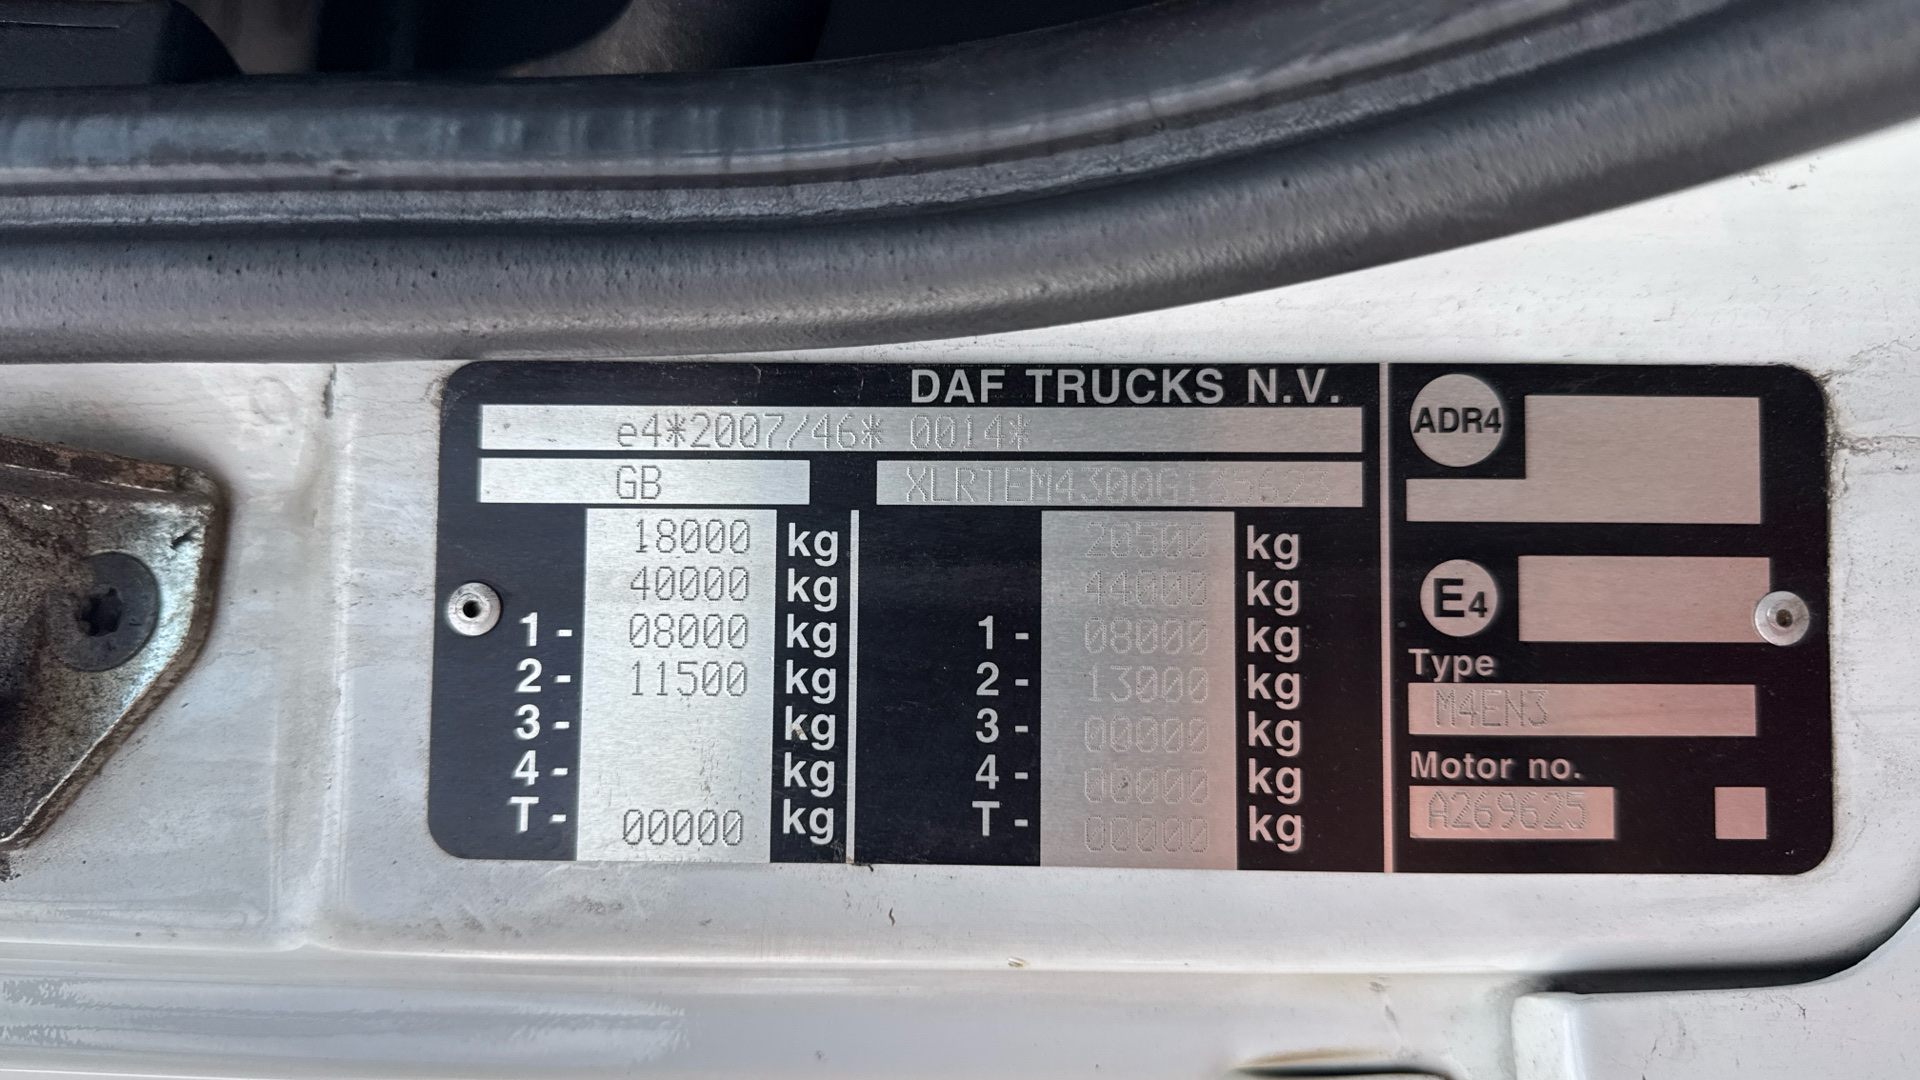 DAF TRUCKS N.V.
e4*2007/46* 0014*
GB
18000 kg 20500 kg
40000 kg 44000 kg
1- 08000 kg 1- 08000 kg
2- 11500 kg 2- 13000 kg
3- kg 3- 00000 kg
4- kg 4- 00000 kg
T- 00000 kg T- 00000 kg
ADR4
E4
Type
M4EN3
Motor no.
A269625